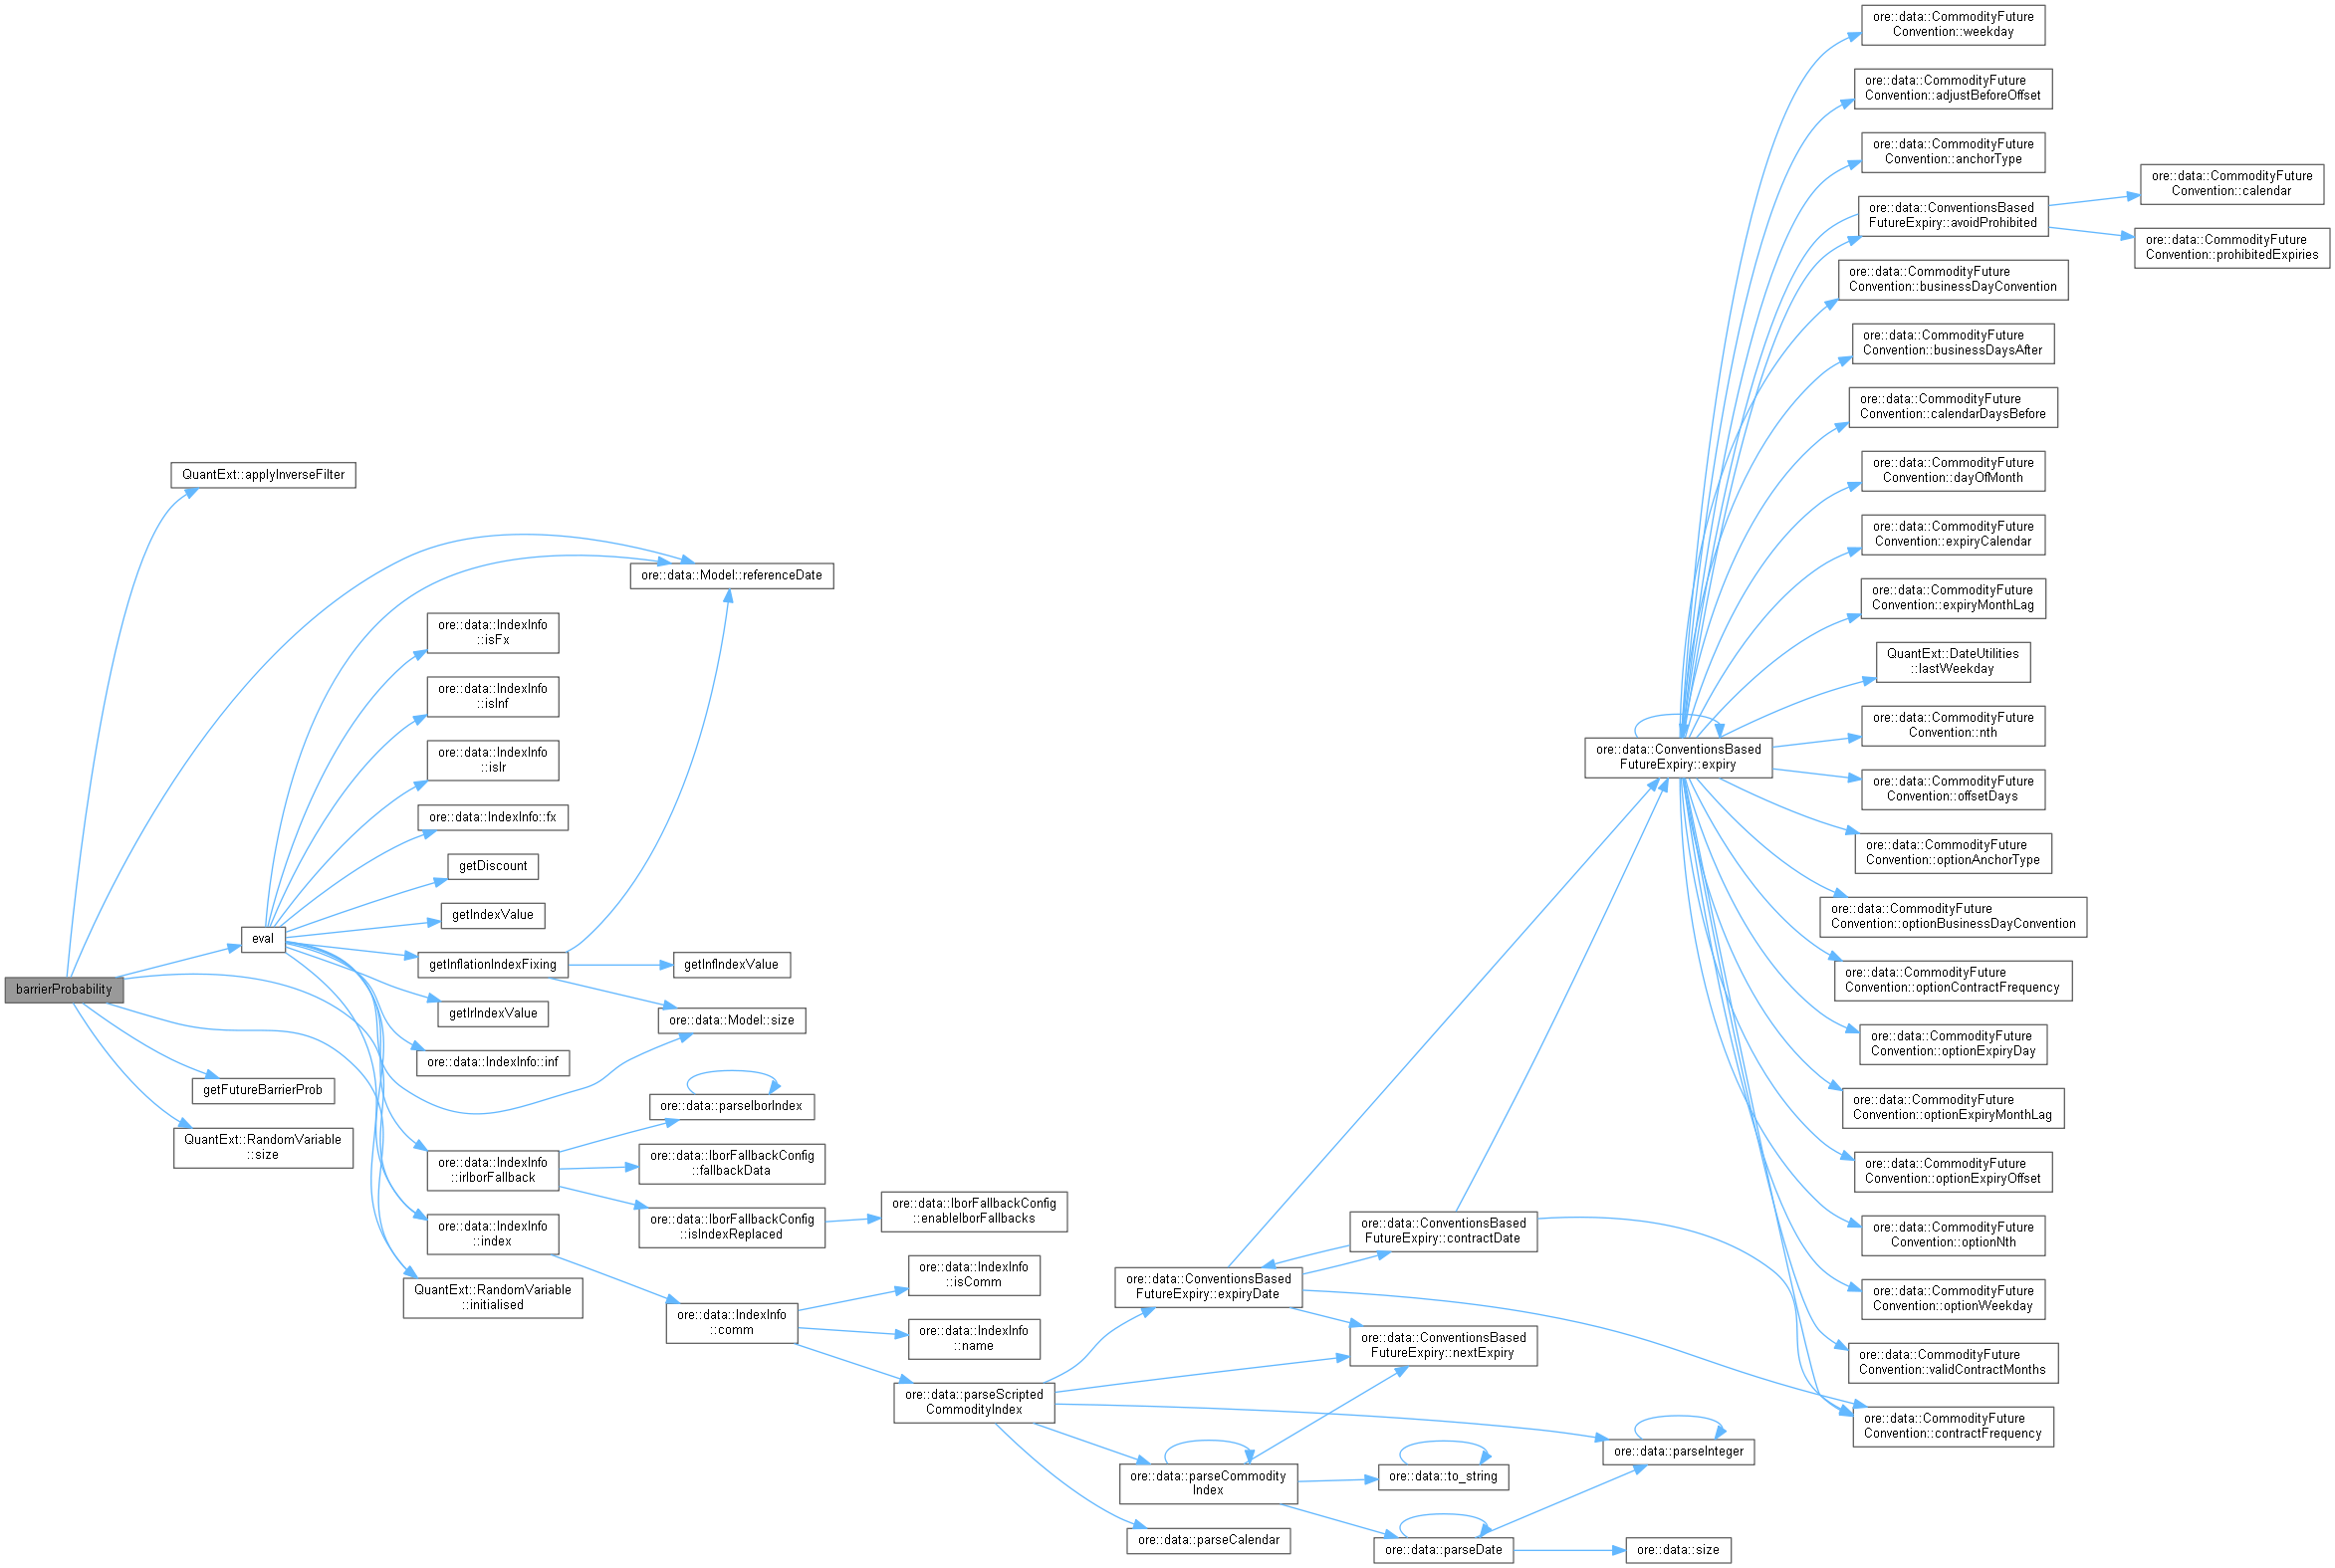 barrierProbability
QuantExt::applyInverseFilter
eval
getFutureBarrierProb
QuantExt::RandomVariable
::size
ore::data::Model::referenceDate
ore::data::IndexInfo
::isFx
ore::data::IndexInfo
::isInf
ore::data::IndexInfo
::isIr
ore::data::IndexInfo::fx
getDiscount
getIndexValue
getInflationIndexFixing
getIrIndexValue
ore::data::IndexInfo::inf
ore::data::IndexInfo
::irIborFallback
ore::data::IndexInfo
::index
QuantExt::RandomVariable
::initialised
getInfIndexValue
ore::data::Model::size
ore::data::parseIborIndex
ore::data::IborFallbackConfig
::fallbackData
ore::data::IborFallbackConfig
::isIndexReplaced
ore::data::IborFallbackConfig
::enableIborFallbacks
ore::data::IndexInfo
::comm
ore::data::IndexInfo
::isComm
ore::data::IndexInfo
::name
ore::data::parseScripted
CommodityIndex
ore::data::ConventionsBased
FutureExpiry::expiryDate
ore::data::ConventionsBased
FutureExpiry::contractDate
ore::data::ConventionsBased
FutureExpiry::nextExpiry
ore::data::parseCommodity
Index
ore::data::parseCalendar
ore::data::to_string
ore::data::parseDate
ore::data::parseInteger
ore::data::size
ore::data::ConventionsBased
FutureExpiry::expiry
ore::data::CommodityFuture
Convention::weekday
ore::data::CommodityFuture
Convention::adjustBeforeOffset
ore::data::CommodityFuture
Convention::anchorType
ore::data::ConventionsBased
FutureExpiry::avoidProhibited
ore::data::CommodityFuture
Convention::calendar
ore::data::CommodityFuture
Convention::prohibitedExpiries
ore::data::CommodityFuture
Convention::businessDayConvention
ore::data::CommodityFuture
Convention::businessDaysAfter
ore::data::CommodityFuture
Convention::calendarDaysBefore
ore::data::CommodityFuture
Convention::dayOfMonth
ore::data::CommodityFuture
Convention::expiryCalendar
ore::data::CommodityFuture
Convention::expiryMonthLag
QuantExt::DateUtilities
::lastWeekday
ore::data::CommodityFuture
Convention::nth
ore::data::CommodityFuture
Convention::offsetDays
ore::data::CommodityFuture
Convention::optionAnchorType
ore::data::CommodityFuture
Convention::optionBusinessDayConvention
ore::data::CommodityFuture
Convention::optionContractFrequency
ore::data::CommodityFuture
Convention::optionExpiryDay
ore::data::CommodityFuture
Convention::optionExpiryMonthLag
ore::data::CommodityFuture
Convention::optionExpiryOffset
ore::data::CommodityFuture
Convention::optionNth
ore::data::CommodityFuture
Convention::optionWeekday
ore::data::CommodityFuture
Convention::validContractMonths
ore::data::CommodityFuture
Convention::contractFrequency